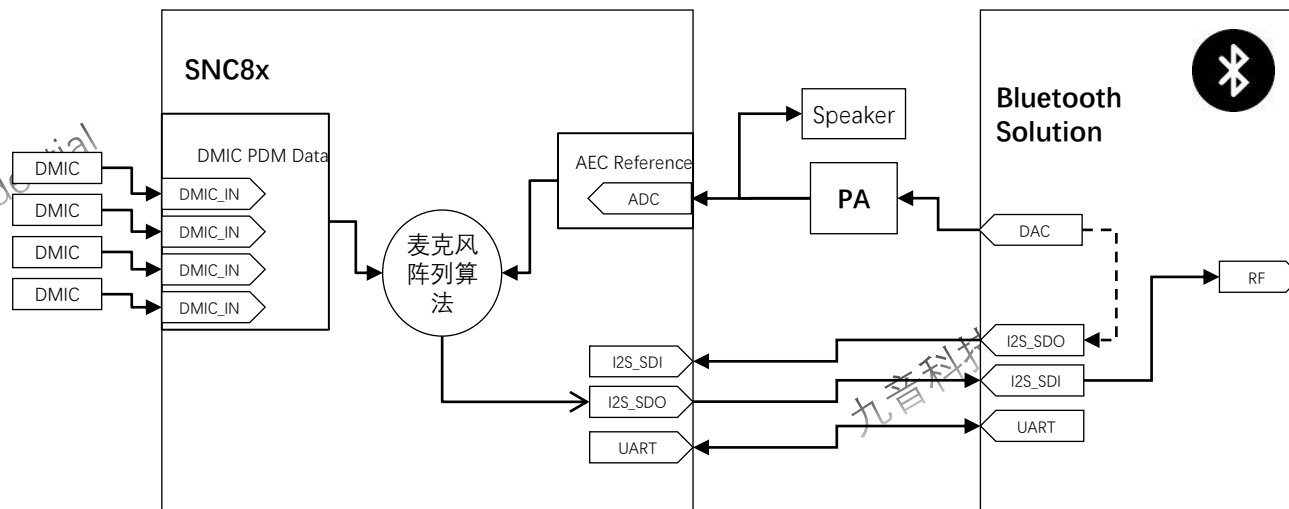 SNC8x
DMIC PDM Data
DMIC
DMIC
DMIC
DMIC
DMIC_IN
DMIC_IN
DMIC_IN
DMIC_IN
麦克风
阵列算
法
AEC Reference
ADC
I2S_SDI
I2S_SDO
UART
Speaker
PA
Bluetooth
Solution
DAC
RF
I2S_SDO
I2S_SDI
UART
九音科技